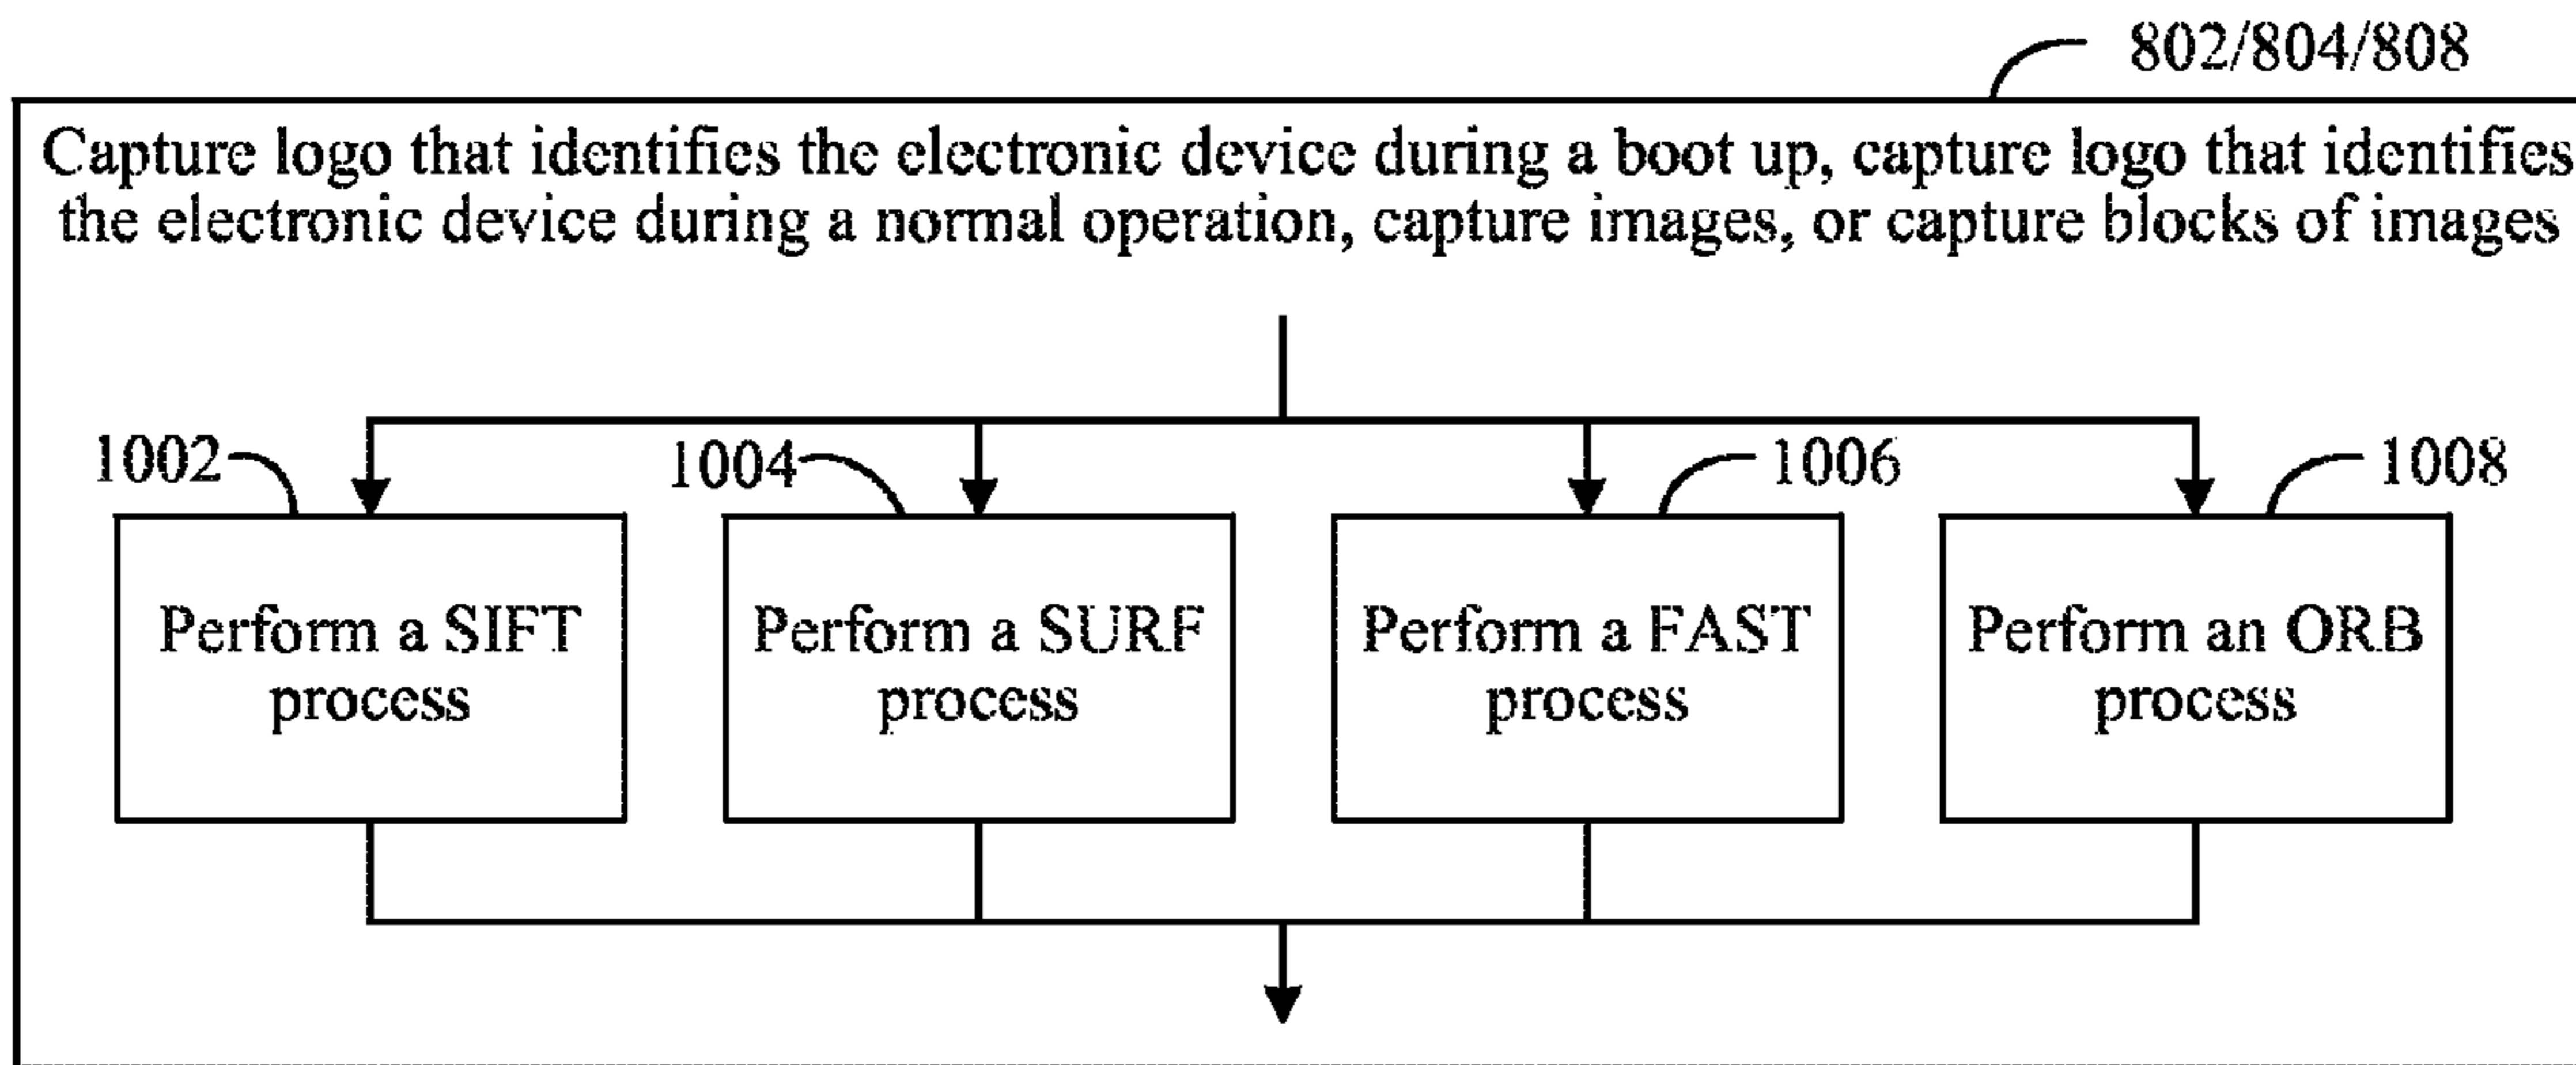 802/804/808
Capture logo that identifies the electronic device during a boot up, capture logo that identifies
the electronic device during a normal operation, capture images, or capture blocks of images
1002
1004
1006
1008
Perform a SIFT
process
Perform a SURF
process
Perform a FAST
process
Perform an ORB
process